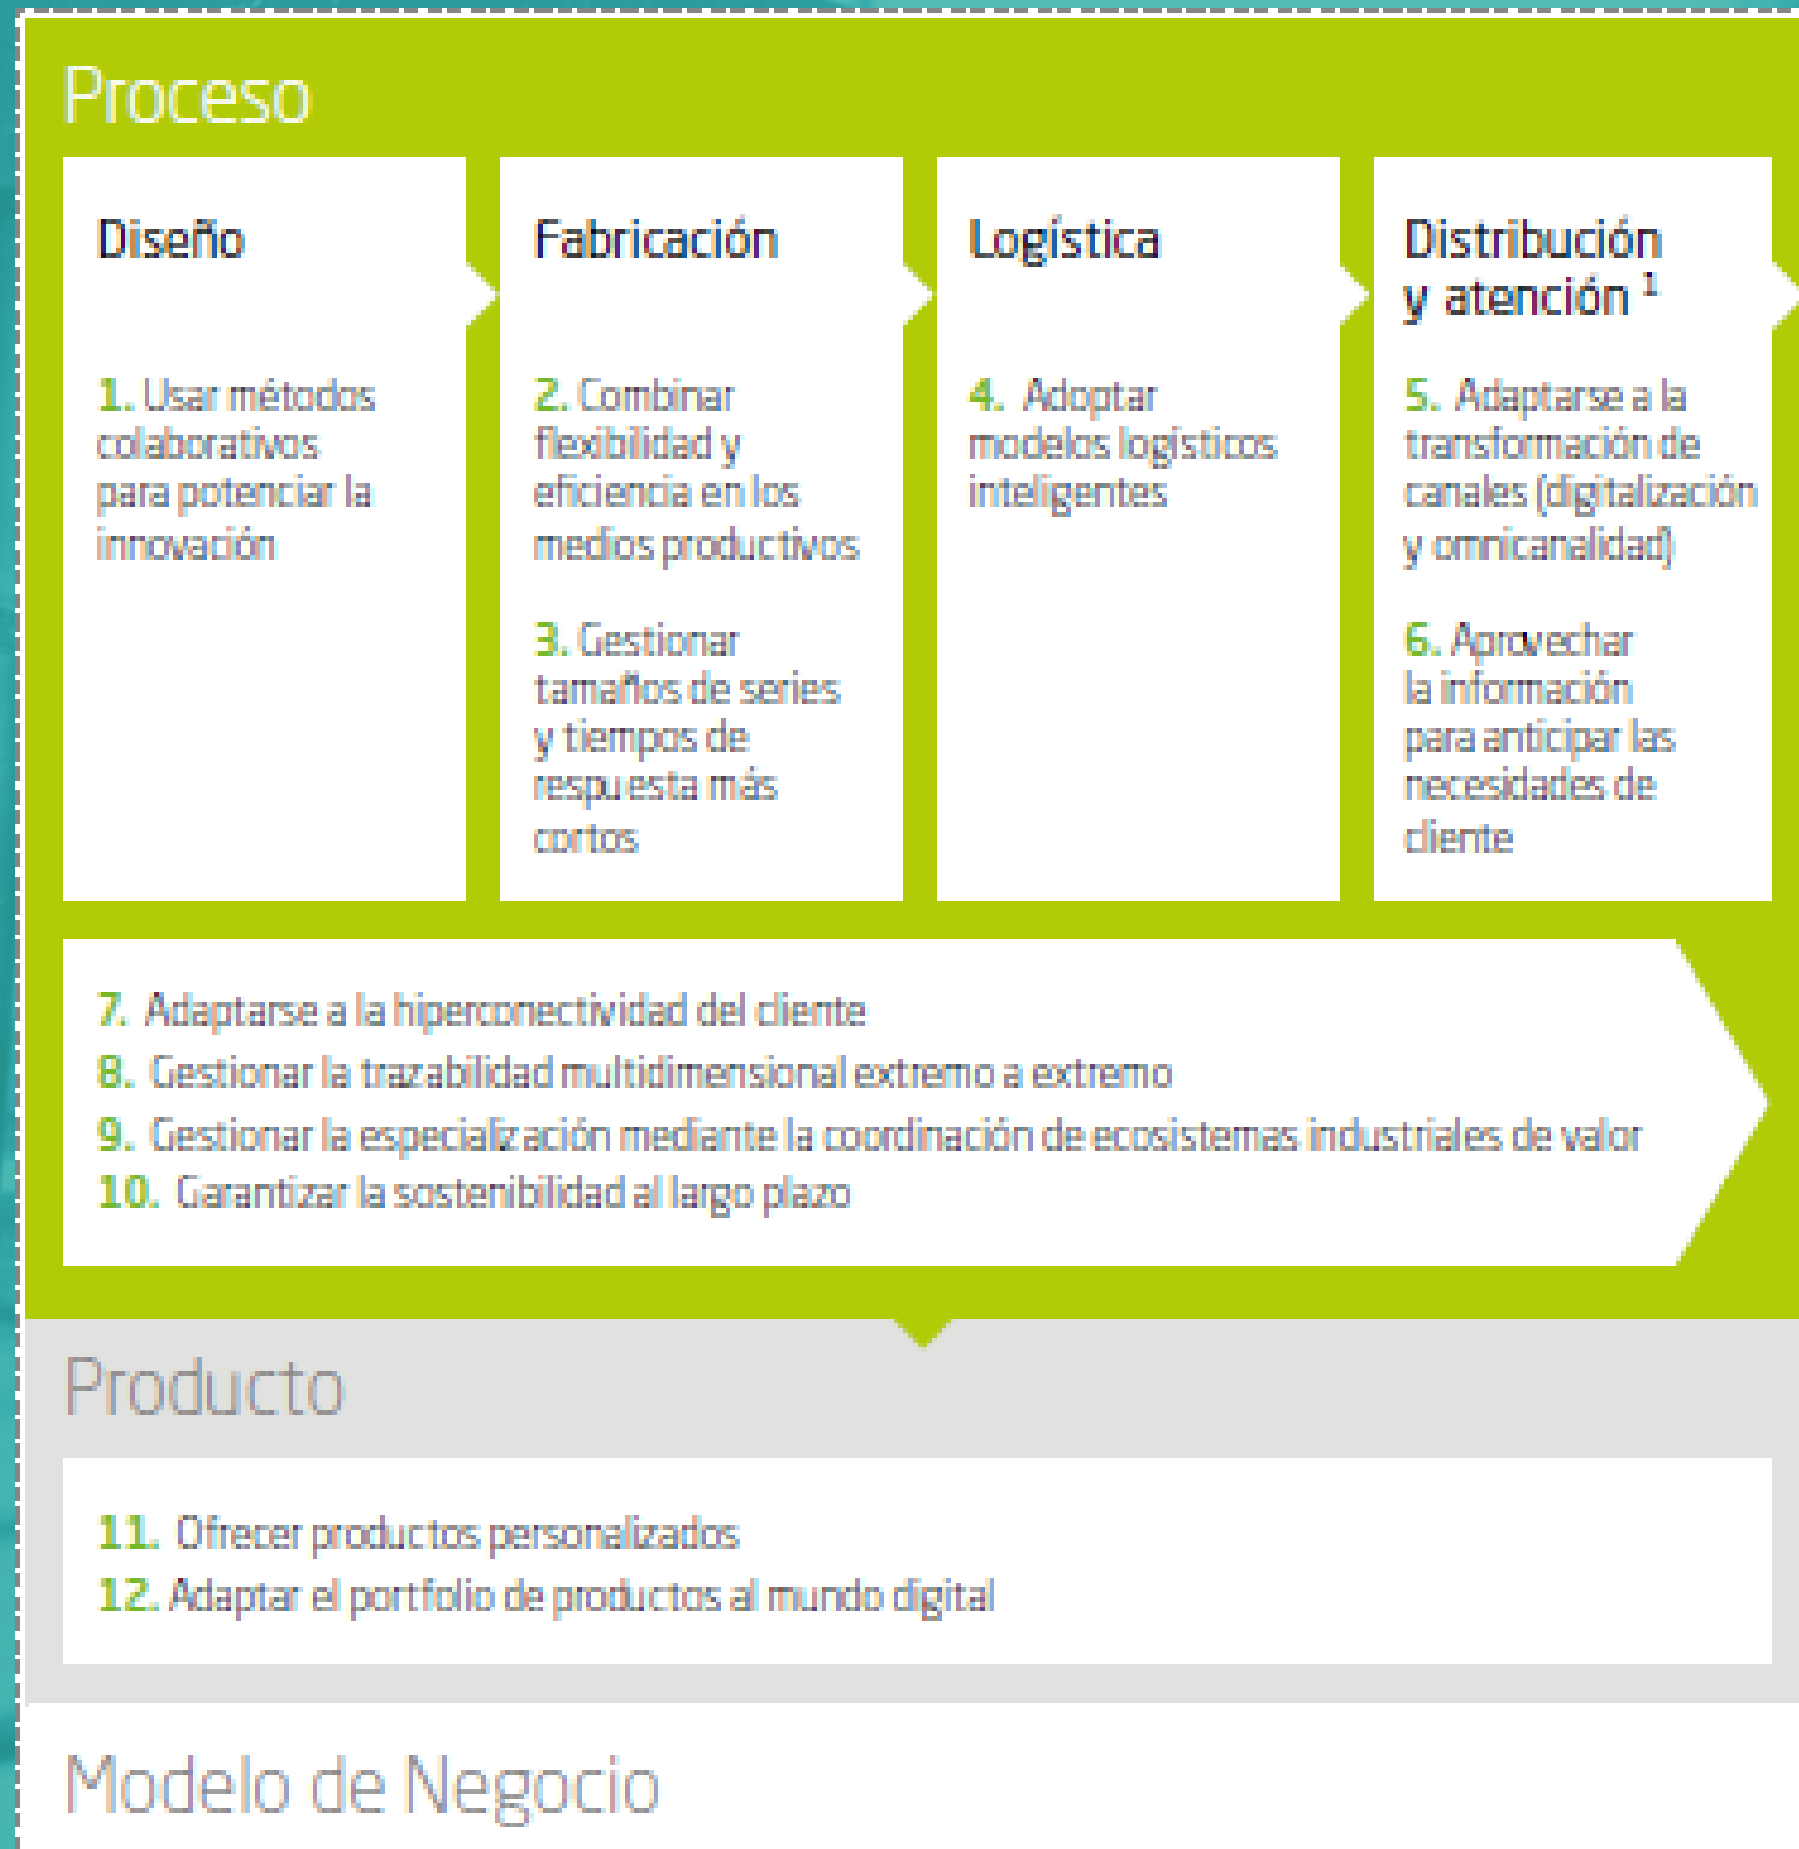 Proceso
Diseño
1. Usar métodos
colaborativos
para potenciar la
innovación
Fabricación
2. Combinar
flexibilidad y
eficiencia en los
medios productivos
3. Gestionar
tamaños de series
y tiempos de
respuesta más
cortos
Logística
4. Adoptar
modelos logísticos
inteligentes
Distribución
y atención 1
5. Adaptarse a la
transformación de
canales (digitalización
y omnicanalidad)
6. Aprovechar
la información
para anticipar las
necesidades de
cliente
7. Adaptarse a la hiperconectividad del cliente
8. Gestionar la trazabilidad multidimensional extremo a extremo
9. Gestionar la especialización mediante la coordinación de ecosistemas industriales de valor
10. Garantizar la sostenibilidad al largo plazo
Producto
11. Ofrecer productos personalizados
12. Adaptar el portfolio de productos al mundo digital
Modelo de Negocio